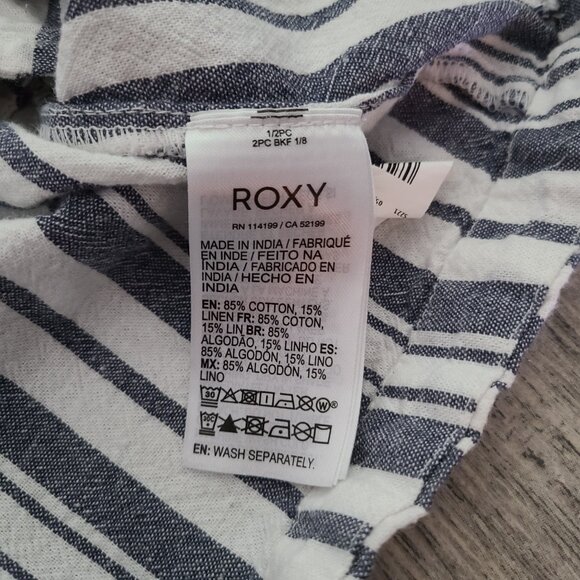 1/2PC
2PC BKF 1/8
ROXY
RN 114199 / CA 52199
MADE IN INDIA / FABRIQUÉ
EN INDE / FEITO NA
INDIA / FABRICADO EN
INDIA / HECHO EN
INDIA
EN: 85% COTTON, 15%
LINEN FR: 85% COTON,
15% LIN BR: 85%
ALGODÃO, 15% LINHO ES:
85% ALGODÓN, 15% LINO
MX: 85% ALGODÓN, 15%
LINO
30 W
EN: WASH SEPARATELY.